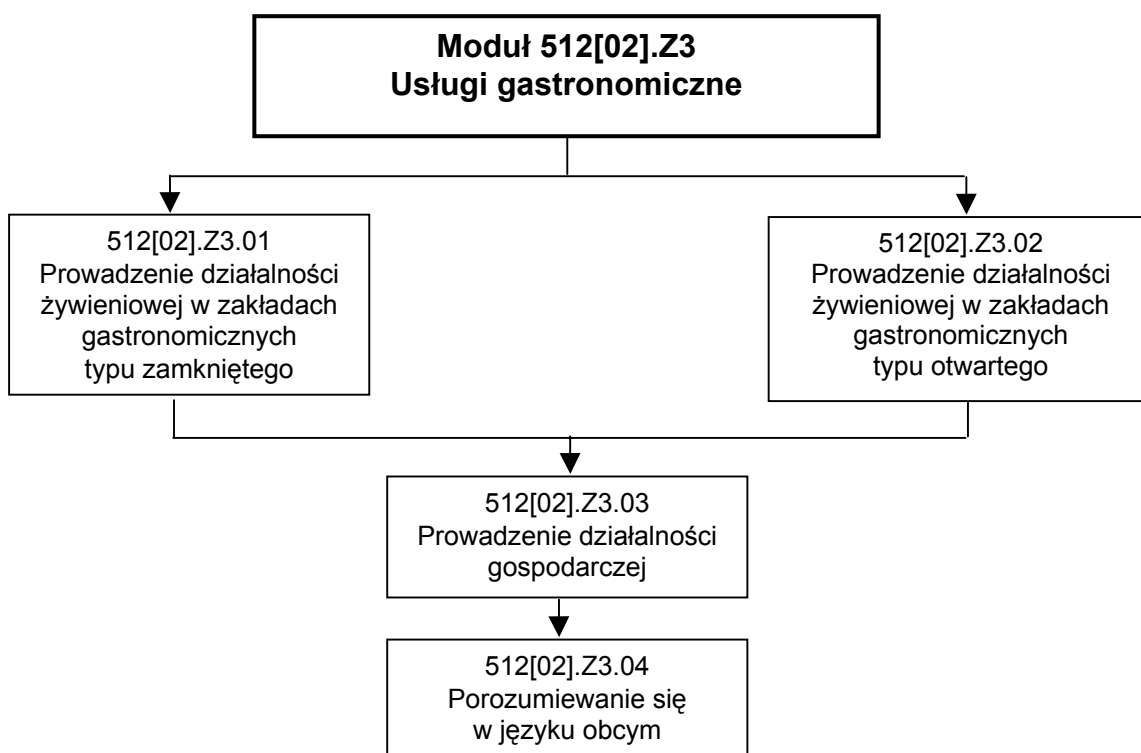 Moduł 512[02].Z3
Usługi gastronomiczne
512[02].Z3.01
Prowadzenie działalności
żywieniowej w zakładach
gastronomicznych
typu zamkniętego
512[02].Z3.02
Prowadzenie działalności
żywieniowej w zakładach
gastronomicznych
typu otwartego
512[02].Z3.03
Prowadzenie działalności
gospodarczej
512[02].Z3.04
Porozumiewanie się
w języku obcym